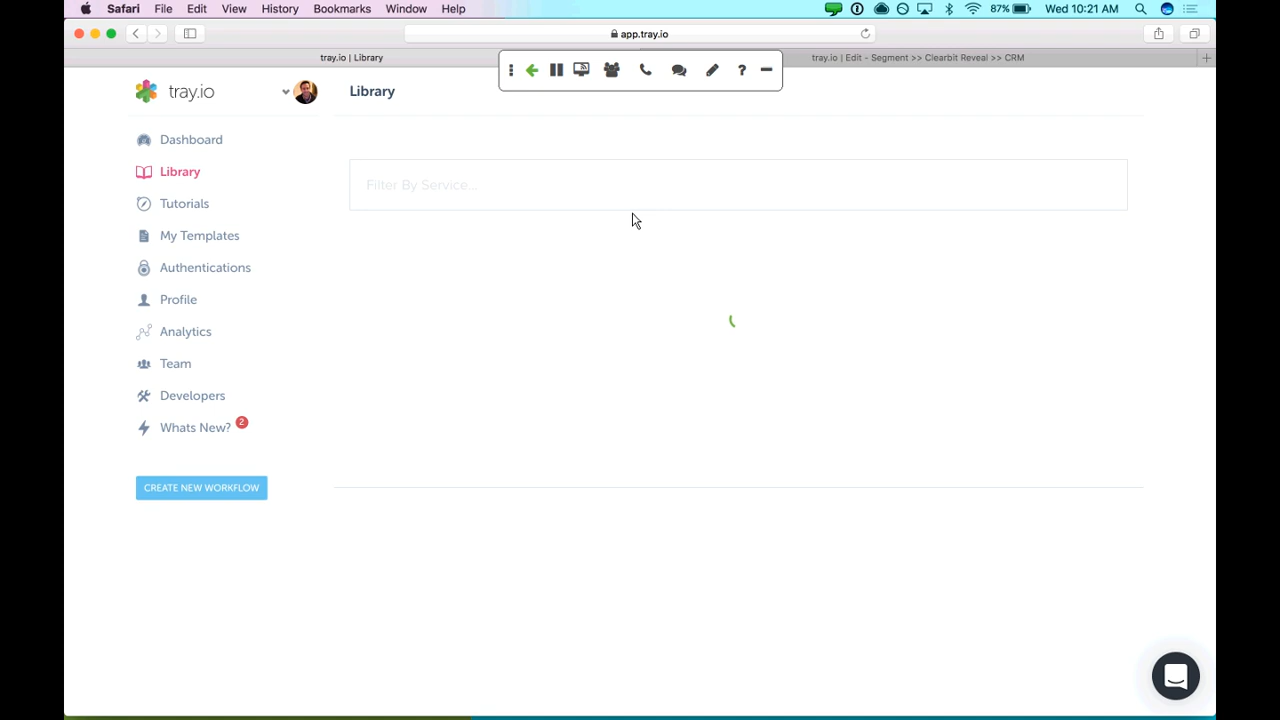 Safari File Edit View History Bookmarks Window Help 87% Wed 10:21 AM
app.tray.io
tray.io | Library
tray.io | Edit - Segment >> Clearbit Reveal >> CRM
?
tray.io
Library
Dashboard
Library
Tutorials
My Templates
Authentications
Profile
Analytics
Team
Developers
Whats New? 2
CREATE NEW WORKFLOW
Filter By Service...